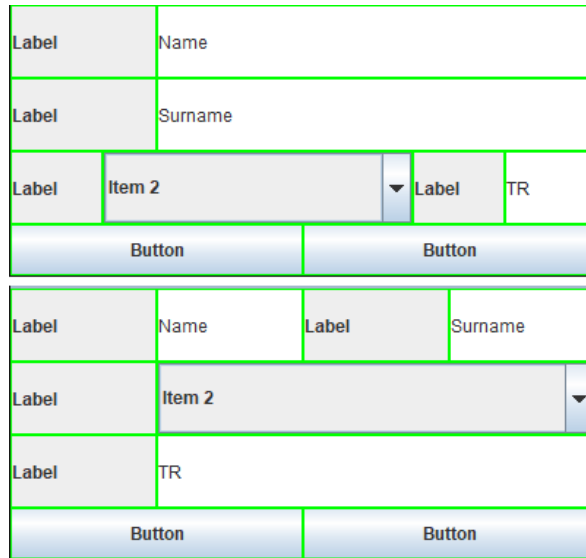 Label Name
Label Surname
Label Item 2 Label TR
Button Button
Label Name Label Surname
Label Item 2
Label TR
Button Button